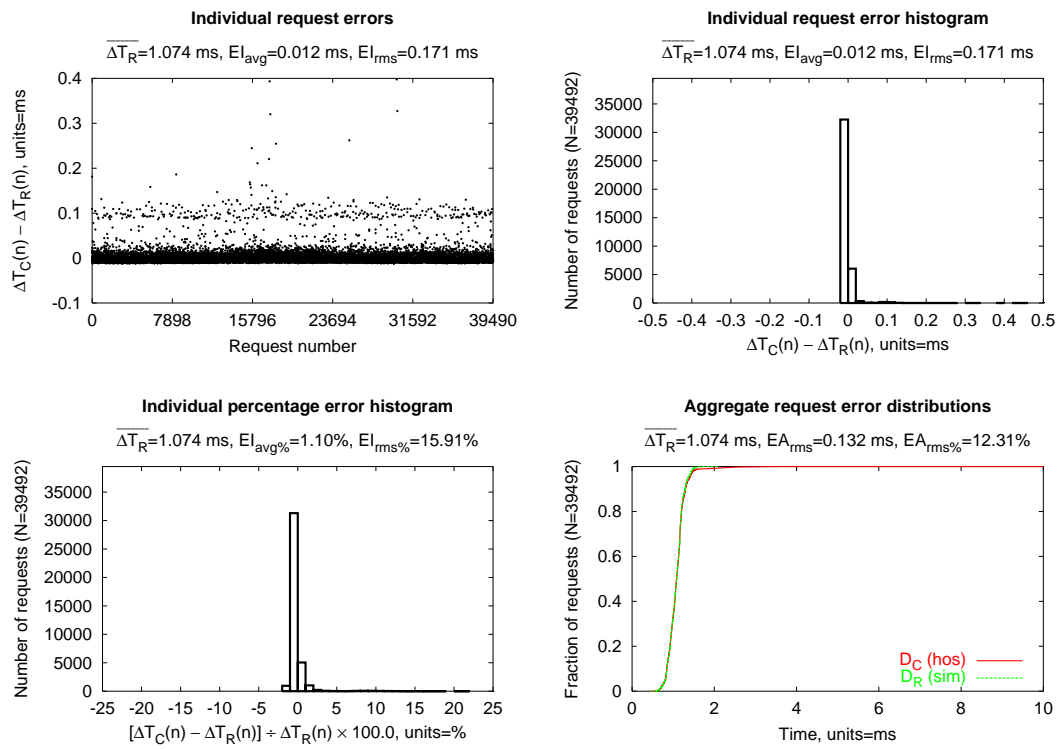 Individual request errors
ΔT_R=1.074 ms, EI_avg=0.012 ms, EI_rms=0.171 ms
ΔT_C(n) − ΔT_R(n), units=ms
0.4
0.3
0.2
0.1
0
-0.1
0 7898 15796 23694 31592 39490
Request number
Individual request error histogram
ΔT_R=1.074 ms, EI_avg=0.012 ms, EI_rms=0.171 ms
Number of requests (N=39492)
35000
30000
25000
20000
15000
10000
5000
0
-0.5 -0.4 -0.3 -0.2 -0.1 0 0.1 0.2 0.3 0.4 0.5
ΔT_C(n) − ΔT_R(n), units=ms
Individual percentage error histogram
ΔT_R=1.074 ms, EI_avg%=1.10%, EI_rms%=15.91%
Number of requests (N=39492)
35000
30000
25000
20000
15000
10000
5000
0
-25 -20 -15 -10 -5 0 5 10 15 20 25
[ΔT_C(n) − ΔT_R(n)] ÷ ΔT_R(n) × 100.0, units=%
Aggregate request error distributions
ΔT_R=1.074 ms, EA_rms=0.132 ms, EA_rms%=12.31%
Fraction of requests (N=39492)
1
0.8
0.6
0.4
0.2
0
D_C (hos)
D_R (sim)
0 2 4 6 8 10
Time, units=ms